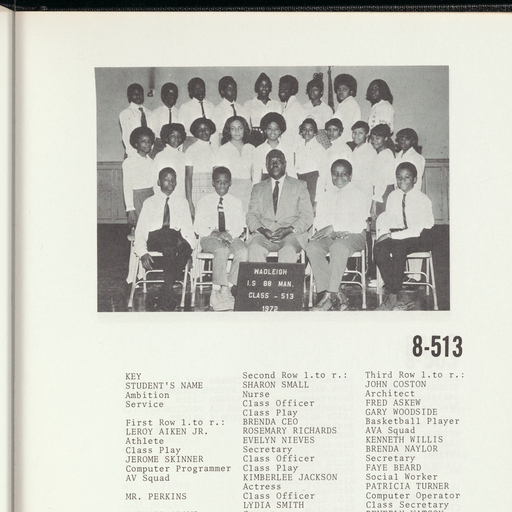 WADLEIGH
I.S 88 MAN.
CLASS - 513
1972
8-513
KEY
STUDENT'S NAME
Ambition
Service
First Row l.to r.:
LEROY AIKEN JR.
Athlete
Class Play
JEROME SKINNER
Computer Programmer
AV Squad
MR. PERKINS
Second Row l.to r.:
SHARON SMALL
Nurse
Class Officer
Class Play
BRENDA CEO
ROSEMARY RICHARDS
EVELYN NIEVES
Secretary
Class Officer
Class Play
KIMBERLEE JACKSON
Actress
Class Officer
LYDIA SMITH
Third Row l.to r.:
JOHN COSTON
Architect
FRED ASKEW
GARY WOODSIDE
Basketball Player
AVA Squad
KENNETH WILLIS
BRENDA NAYLOR
Secretary
FAYE BEARD
Social Worker
PATRICIA TURNER
Computer Operator
Class Secretary